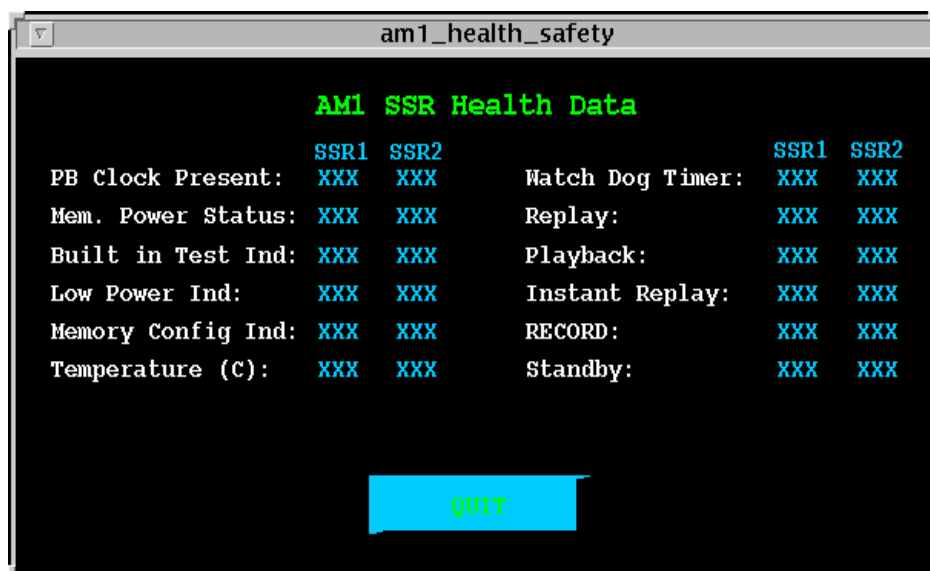 am1_health_safety
AM1 SSR Health Data
SSR1 SSR2 SSR1 SSR2
PB Clock Present: XXX XXX Watch Dog Timer: XXX XXX
Mem. Power Status: XXX XXX Replay: XXX XXX
Built in Test Ind: XXX XXX Playback: XXX XXX
Low Power Ind: XXX XXX Instant Replay: XXX XXX
Memory Config Ind: XXX XXX RECORD: XXX XXX
Temperature (C): XXX XXX Standby: XXX XXX
QUIT